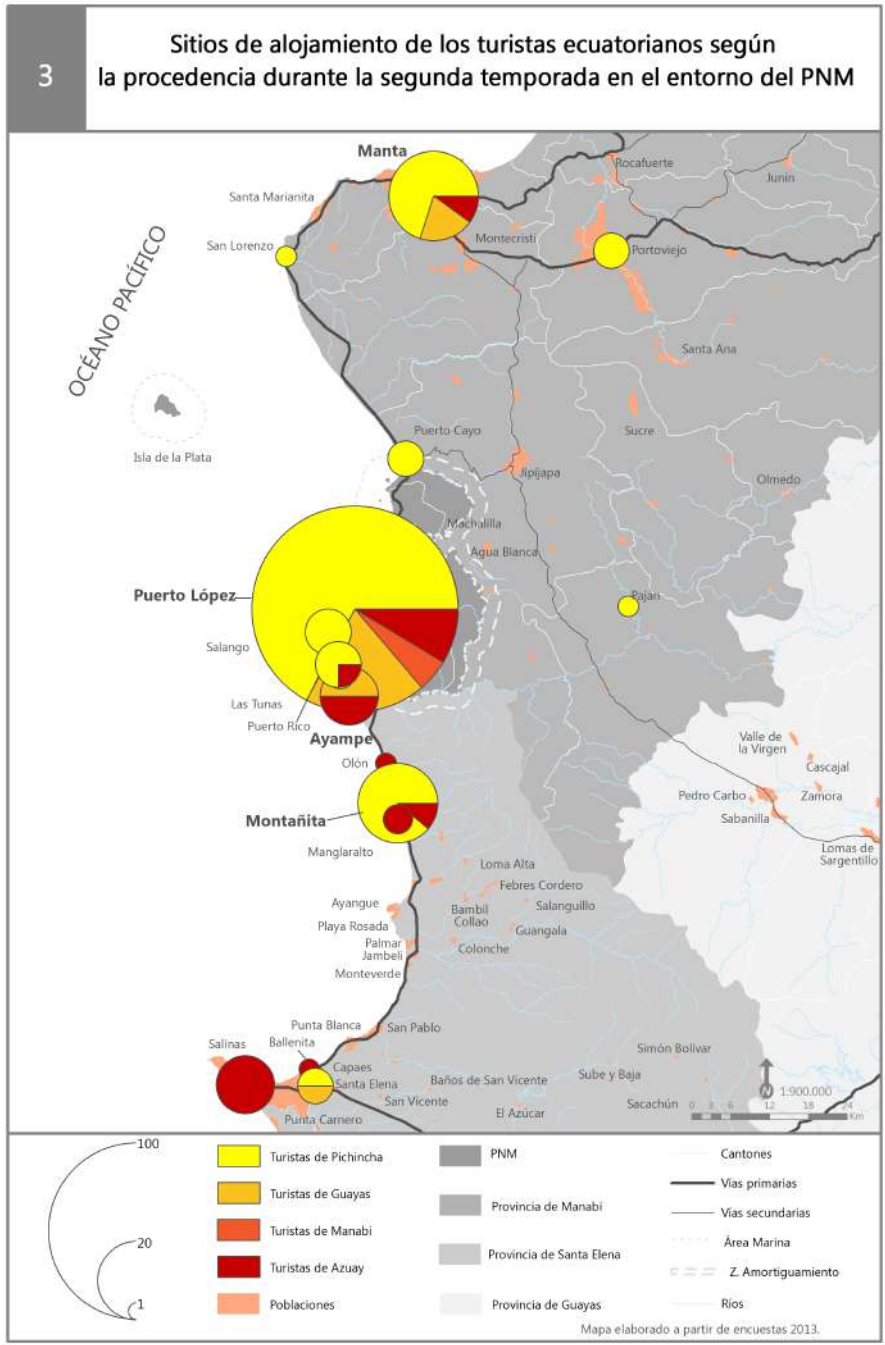 3
Sitios de alojamiento de los turistas ecuatorianos según
la procedencia durante la segunda temporada en el entorno del PNM
Manta
Rocafuerte
Junín
Santa Marianita
San Lorenzo
Montecristi
Portoviejo
OCÉANO PACÍFICO
Santa Ana
Isla de la Plata
Puerto Cayo
Sucre
Jipijapa
Olmedo
Machalilla
Agua Blanca
Puerto López
Paján
Salango
Las Tunas
Puerto Rico
Ayampe
Olón
Valle de
la Virgen
Cascajal
Pedro Carbo
Zamora
Sabanilla
Montañita
Lomas de
Sargentillo
Manglaralto
Loma Alta
Febres Cordero
Ayangue
Bambil
Collao
Salanguillo
Playa Rosada
Guangala
Palmar
Jambelí
Colonche
Monteverde
Punta Blanca
San Pablo
Salinas
Ballenita
Simón Bolívar
Capaes
Santa Elena
Baños de San Vicente
Sube y Baja
San Vicente
N
1:900,000
Punta Carnero
El Azúcar
Sacachún
0 3 6 12 18 24
Km
100
20
1
Turistas de Pichincha
Turistas de Guayas
Turistas de Manabí
Turistas de Azuay
Poblaciones
PNM
Provincia de Manabí
Provincia de Santa Elena
Provincia de Guayas
Cantones
Vías primarias
Vías secundarias
Área Marina
Z. Amortiguamiento
Ríos
Mapa elaborado a partir de encuestas 2013.